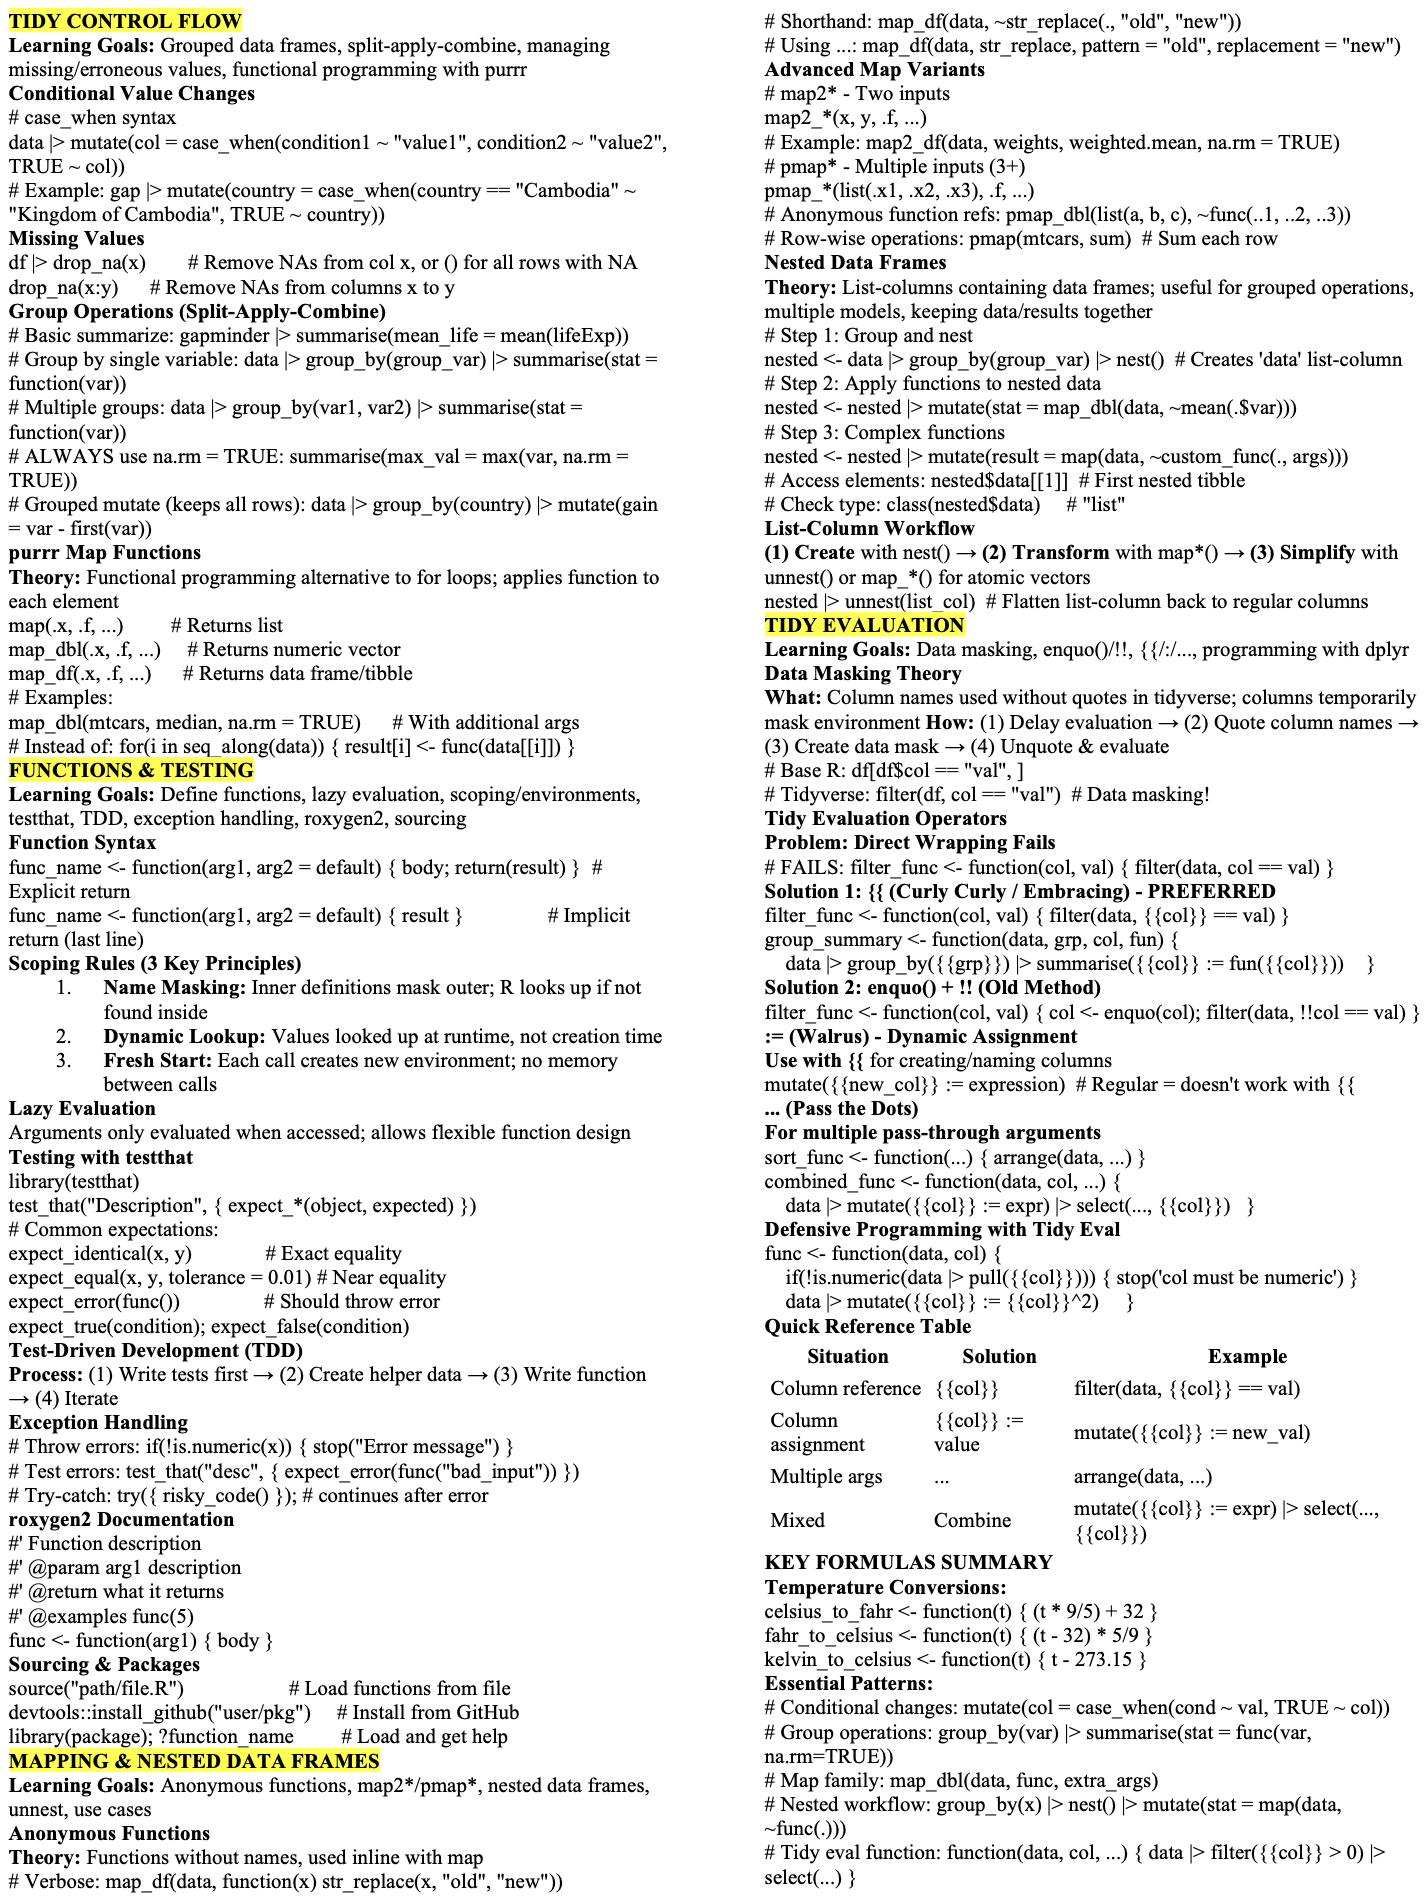 TIDY CONTROL FLOW
Learning Goals: Grouped data frames, split-apply-combine, managing
missing/erroneous values, functional programming with purrr
Conditional Value Changes
# case_when syntax
data |> mutate(col = case_when(condition1 ~ "value1", condition2 ~ "value2",
TRUE ~ col))
# Example: gap |> mutate(country = case_when(country == "Cambodia" ~
"Kingdom of Cambodia", TRUE ~ country))
Missing Values
df |> drop_na(x) # Remove NAs from col x, or () for all rows with NA
drop_na(x:y) # Remove NAs from columns x to y
Group Operations (Split-Apply-Combine)
# Basic summarize: gapminder |> summarise(mean_life = mean(lifeExp))
# Group by single variable: data |> group_by(group_var) |> summarise(stat =
function(var))
# Multiple groups: data |> group_by(var1, var2) |> summarise(stat =
function(var))
# ALWAYS use na.rm = TRUE: summarise(max_val = max(var, na.rm =
TRUE))
# Grouped mutate (keeps all rows): data |> group_by(country) |> mutate(gain
= var - first(var))
purrr Map Functions
Theory: Functional programming alternative to for loops; applies function to
each element
map(.x, .f, ...) # Returns list
map_dbl(.x, .f, ...) # Returns numeric vector
map_df(.x, .f, ...) # Returns data frame/tibble
# Examples:
map_dbl(mtcars, median, na.rm = TRUE) # With additional args
# Instead of: for(i in seq_along(data)) { result[i] <- func(data[[i]]) }
FUNCTIONS & TESTING
Learning Goals: Define functions, lazy evaluation, scoping/environments,
testthat, TDD, exception handling, roxygen2, sourcing
Function Syntax
func_name <- function(arg1, arg2 = default) { body; return(result) } #
Explicit return
func_name <- function(arg1, arg2 = default) { result } # Implicit
return (last line)
Scoping Rules (3 Key Principles)
1. Name Masking: Inner definitions mask outer; R looks up if not
found inside
2. Dynamic Lookup: Values looked up at runtime, not creation time
3. Fresh Start: Each call creates new environment; no memory
between calls
Lazy Evaluation
Arguments only evaluated when accessed; allows flexible function design
Testing with testthat
library(testthat)
test_that("Description", { expect_*(object, expected) })
# Common expectations:
expect_identical(x, y) # Exact equality
expect_equal(x, y, tolerance = 0.01) # Near equality
expect_error(func()) # Should throw error
expect_true(condition); expect_false(condition)
Test-Driven Development (TDD)
Process: (1) Write tests first → (2) Create helper data → (3) Write function
→ (4) Iterate
Exception Handling
# Throw errors: if(!is.numeric(x)) { stop("Error message") }
# Test errors: test_that("desc", { expect_error(func("bad_input")) })
# Try-catch: try({ risky_code() }); # continues after error
roxygen2 Documentation
#' Function description
#' @param arg1 description
#' @return what it returns
#' @examples func(5)
func <- function(arg1) { body }
Sourcing & Packages
source("path/file.R") # Load functions from file
devtools::install_github("user/pkg") # Install from GitHub
library(package); ?function_name # Load and get help
MAPPING & NESTED DATA FRAMES
Learning Goals: Anonymous functions, map2*/pmap*, nested data frames,
unnest, use cases
Anonymous Functions
Theory: Functions without names, used inline with map
# Verbose: map_df(data, function(x) str_replace(x, "old", "new"))
# Shorthand: map_df(data, ~str_replace(., "old", "new"))
# Using ...: map_df(data, str_replace, pattern = "old", replacement = "new")
Advanced Map Variants
# map2* - Two inputs
map2_*(x, y, .f, ...)
# Example: map2_df(data, weights, weighted.mean, na.rm = TRUE)
# pmap* - Multiple inputs (3+)
pmap_*(list(.x1, .x2, .x3), .f, ...)
# Anonymous function refs: pmap_dbl(list(a, b, c), ~func(..1, ..2, ..3))
# Row-wise operations: pmap(mtcars, sum) # Sum each row
Nested Data Frames
Theory: List-columns containing data frames; useful for grouped operations,
multiple models, keeping data/results together
# Step 1: Group and nest
nested <- data |> group_by(group_var) |> nest() # Creates 'data' list-column
# Step 2: Apply functions to nested data
nested <- nested |> mutate(stat = map_dbl(data, ~mean(.$var)))
# Step 3: Complex functions
nested <- nested |> mutate(result = map(data, ~custom_func(., args)))
# Access elements: nested$data[[1]] # First nested tibble
# Check type: class(nested$data) # "list"
List-Column Workflow
(1) Create with nest() → (2) Transform with map*() → (3) Simplify with
unnest() or map_*() for atomic vectors
nested |> unnest(list_col) # Flatten list-column back to regular columns
TIDY EVALUATION
Learning Goals: Data masking, enquo()/!!, {{/:/..., programming with dplyr
Data Masking Theory
What: Column names used without quotes in tidyverse; columns temporarily
mask environment How: (1) Delay evaluation → (2) Quote column names →
(3) Create data mask → (4) Unquote & evaluate
# Base R: df[df$col == "val", ]
# Tidyverse: filter(df, col == "val") # Data masking!
Tidy Evaluation Operators
Problem: Direct Wrapping Fails
# FAILS: filter_func <- function(col, val) { filter(data, col == val) }
Solution 1: {{ (Curly Curly / Embracing) - PREFERRED
filter_func <- function(col, val) { filter(data, {{col}} == val) }
group_summary <- function(data, grp, col, fun) {
data |> group_by({{grp}}) |> summarise({{col}} := fun({{col}})) }
Solution 2: enquo() + !! (Old Method)
filter_func <- function(col, val) { col <- enquo(col); filter(data, !!col == val) }
:= (Walrus) - Dynamic Assignment
Use with {{ for creating/naming columns
mutate({{new_col}} := expression) # Regular = doesn't work with {{
... (Pass the Dots)
For multiple pass-through arguments
sort_func <- function(...) { arrange(data, ...) }
combined_func <- function(data, col, ...) {
data |> mutate({{col}} := expr) |> select(..., {{col}}) }
Defensive Programming with Tidy Eval
func <- function(data, col) {
if(!is.numeric(data |> pull({{col}}))) { stop('col must be numeric') }
data |> mutate({{col}} := {{col}}^2) }
Quick Reference Table
Situation Solution Example
Column reference {{col}} filter(data, {{col}} == val)
Column assignment {{col}} := value mutate({{col}} := new_val)
Multiple args ... arrange(data, ...)
Mixed Combine mutate({{col}} := expr) |> select(..., {{col}})
KEY FORMULAS SUMMARY
Temperature Conversions:
celsius_to_fahr <- function(t) { (t * 9/5) + 32 }
fahr_to_celsius <- function(t) { (t - 32) * 5/9 }
kelvin_to_celsius <- function(t) { t - 273.15 }
Essential Patterns:
# Conditional changes: mutate(col = case_when(cond ~ val, TRUE ~ col))
# Group operations: group_by(var) |> summarise(stat = func(var,
na.rm=TRUE))
# Map family: map_dbl(data, func, extra_args)
# Nested workflow: group_by(x) |> nest() |> mutate(stat = map(data,
~func(.)))
# Tidy eval function: function(data, col, ...) { data |> filter({{col}} > 0) |>
select(...) }